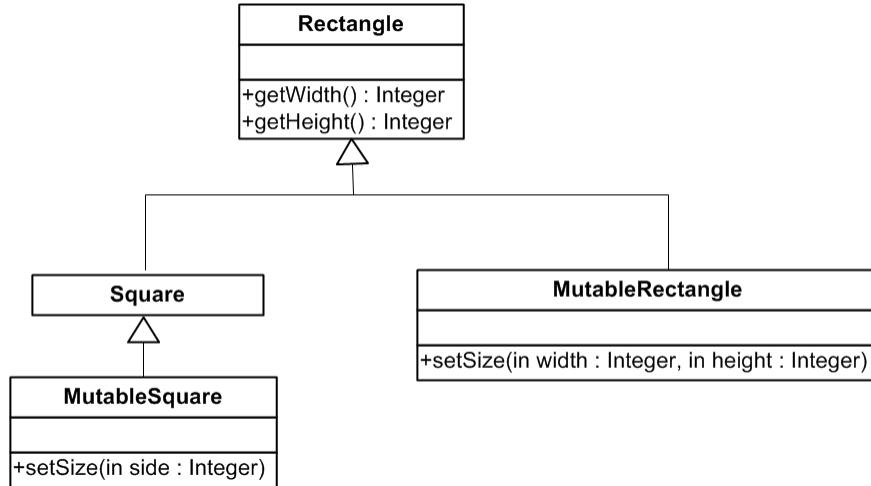 Rectangle
+getWidth() : Integer
+getHeight() : Integer
Square
MutableRectangle
+setSize(in width : Integer, in height : Integer)
MutableSquare
+setSize(in side : Integer)